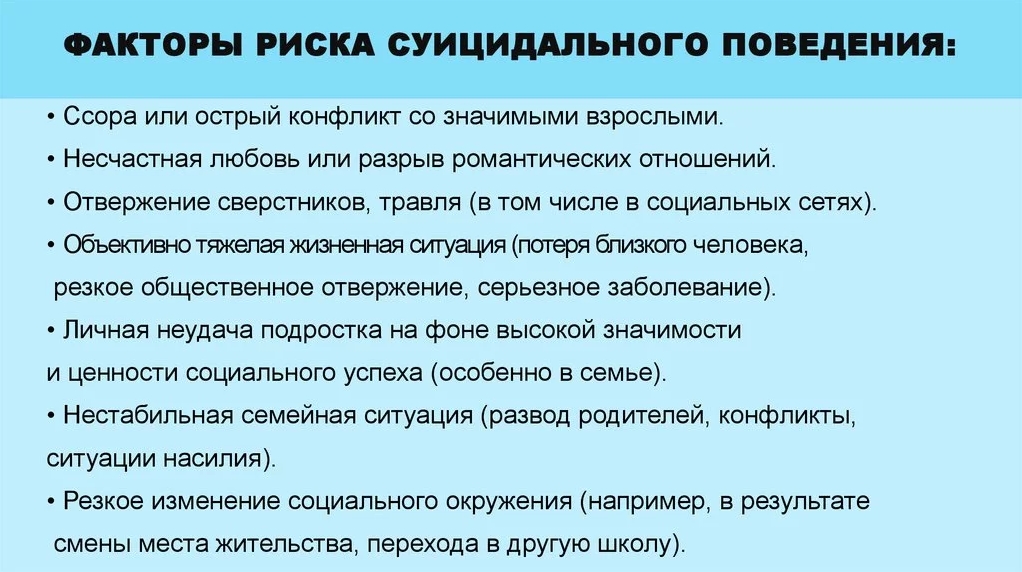 ФАКТОРЫ РИСКА СУИЦИДАЛЬНОГО ПОВЕДЕНИЯ:
• Ссора или острый конфликт со значимыми взрослыми.
• Несчастная любовь или разрыв романтических отношений.
• Отвержение сверстников, травля (в том числе в социальных сетях).
• Объективно тяжелая жизненная ситуация (потеря близкого человека,
резкое общественное отвержение, серьезное заболевание).
• Личная неудача подростка на фоне высокой значимости
и ценности социального успеха (особенно в семье).
• Нестабильная семейная ситуация (развод родителей, конфликты,
ситуации насилия).
• Резкое изменение социального окружения (например, в результате
смены места жительства, перехода в другую школу).